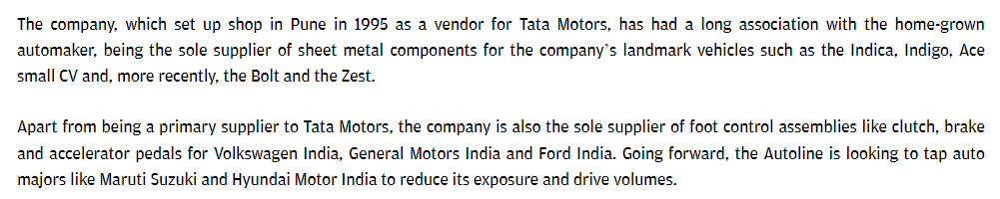 The company, which set up shop in Pune in 1995 as a vendor for Tata Motors, has had a long association with the home-grown
automaker, being the sole supplier of sheet metal components for the company's landmark vehicles such as the Indica, Indigo, Ace
small CV and, more recently, the Bolt and the Zest.
Apart from being a primary supplier to Tata Motors, the company is also the sole supplier of foot control assemblies like clutch, brake
and accelerator pedals for Volkswagen India, General Motors India and Ford India. Going forward, the Autoline is looking to tap auto
majors like Maruti Suzuki and Hyundai Motor India to reduce its exposure and drive volumes.